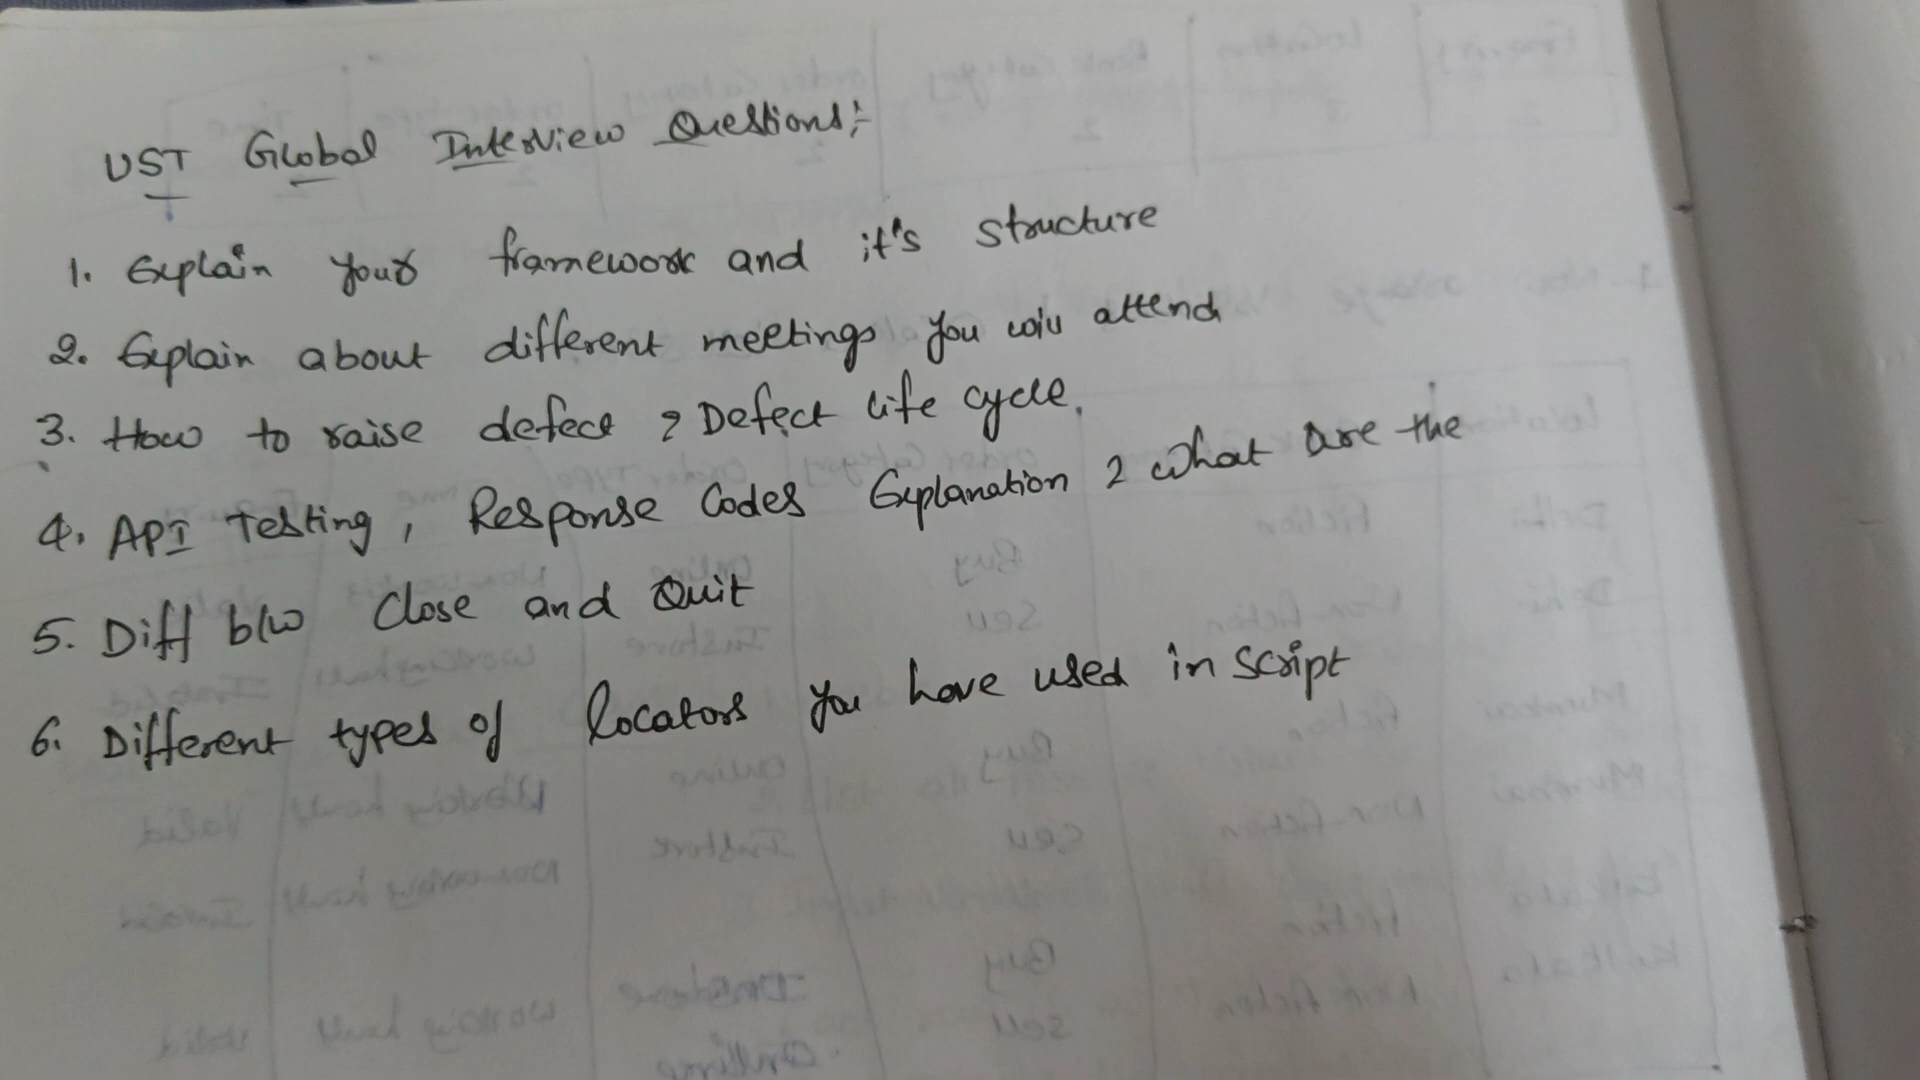 UST Global Interview Questions:-
1. Explain your framework and it's structure
2. Explain about different meetings you will attend
3. How to raise defect & Defect life cycle.
4. API Testing, Response Codes Explanation & what are the
5. Diff b/w Close and Quit
6. Different types of locators you have used in script